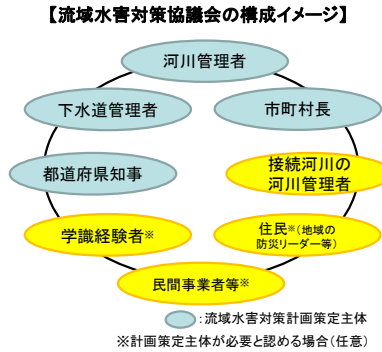 【流域水害対策協議会の構成イメージ】
河川管理者
下水道管理者
市町村長
都道府県知事
接続河川の
河川管理者
学識経験者※
住民※(地域の
防災リーダー等)
民間事業者等※
:流域水害対策計画策定主体
※計画策定主体が必要と認める場合(任意)